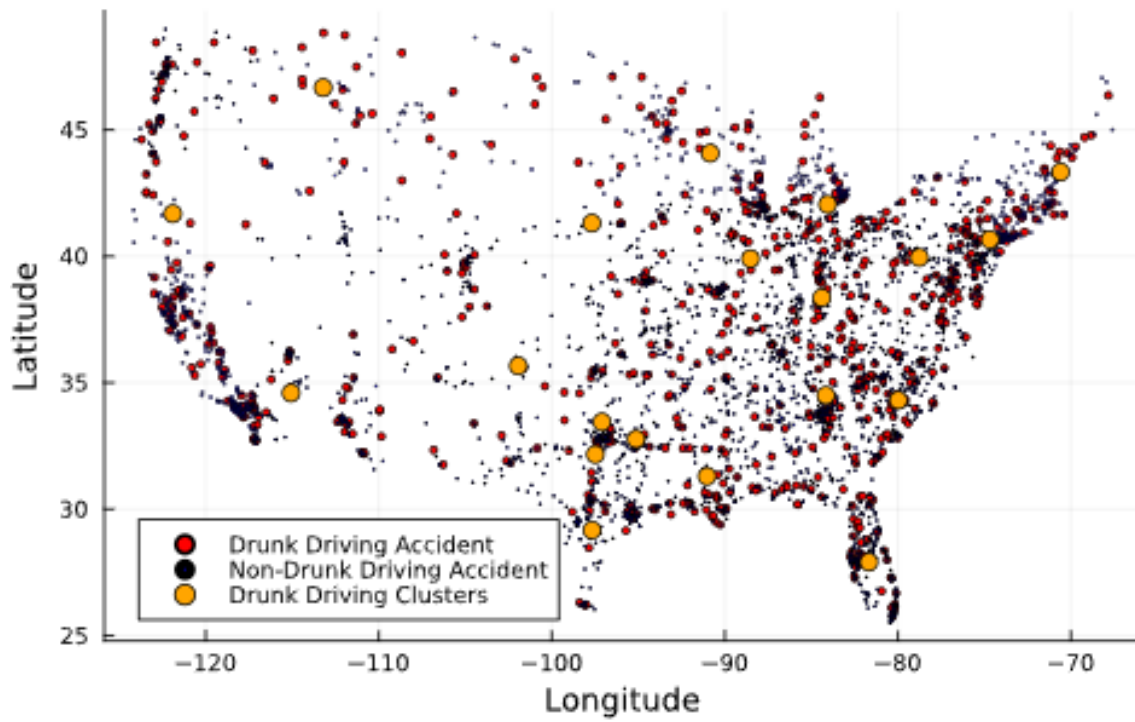 45
40
35
30
25
Latitude
Drunk Driving Accident
Non-Drunk Driving Accident
Drunk Driving Clusters
−120 −110 −100 −90 −80 −70
Longitude